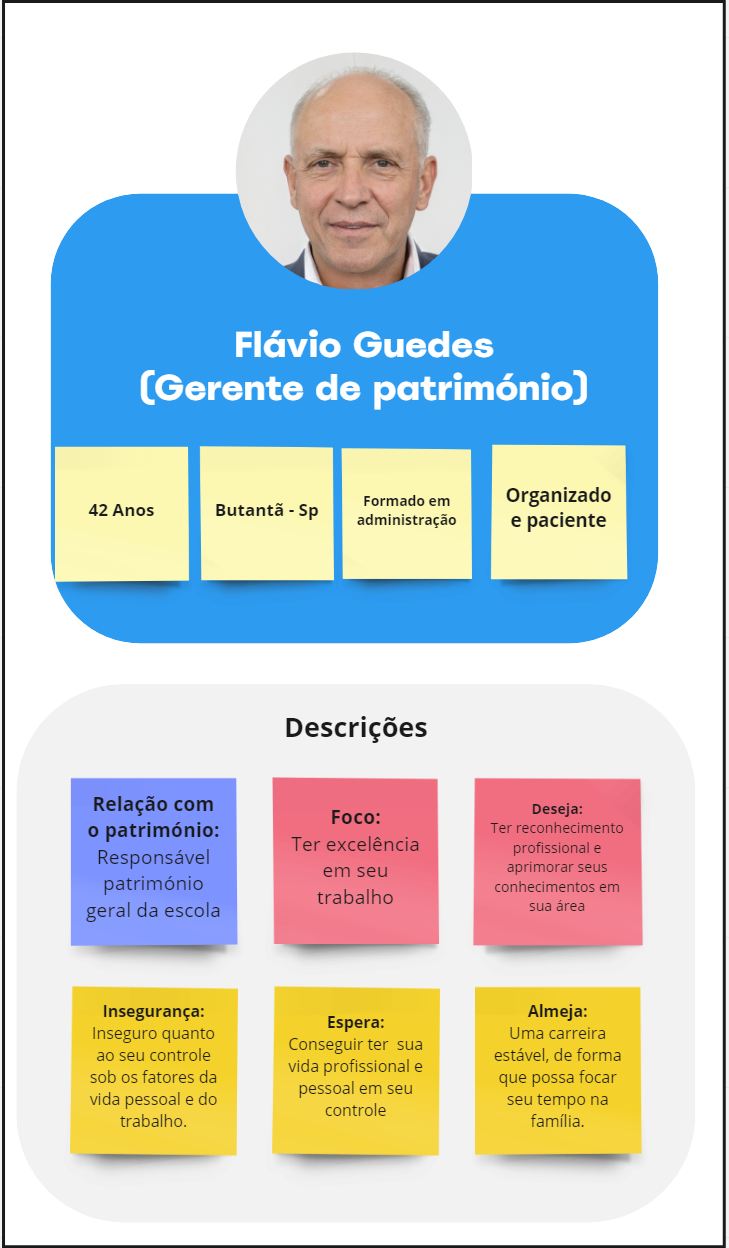 Flávio Guedes
(Gerente de património)
42 Anos
Butantã - Sp
Formado em
administração
Organizado
e paciente
Descrições
Relação com
o património:
Responsável
património
geral da escola
Foco:
Ter excelência
em seu
trabalho
Deseja:
Ter reconhecimento
profissional e
aprimorar seus
conhecimentos em
sua área
Insegurança:
Inseguro quanto
ao seu controle
sob os fatores da
vida pessoal e do
trabalho.
Espera:
Conseguir ter  sua
vida profissional e
pessoal em seu
controle
Almeja:
Uma carreira
estável, de forma
que possa focar
seu tempo na
família.